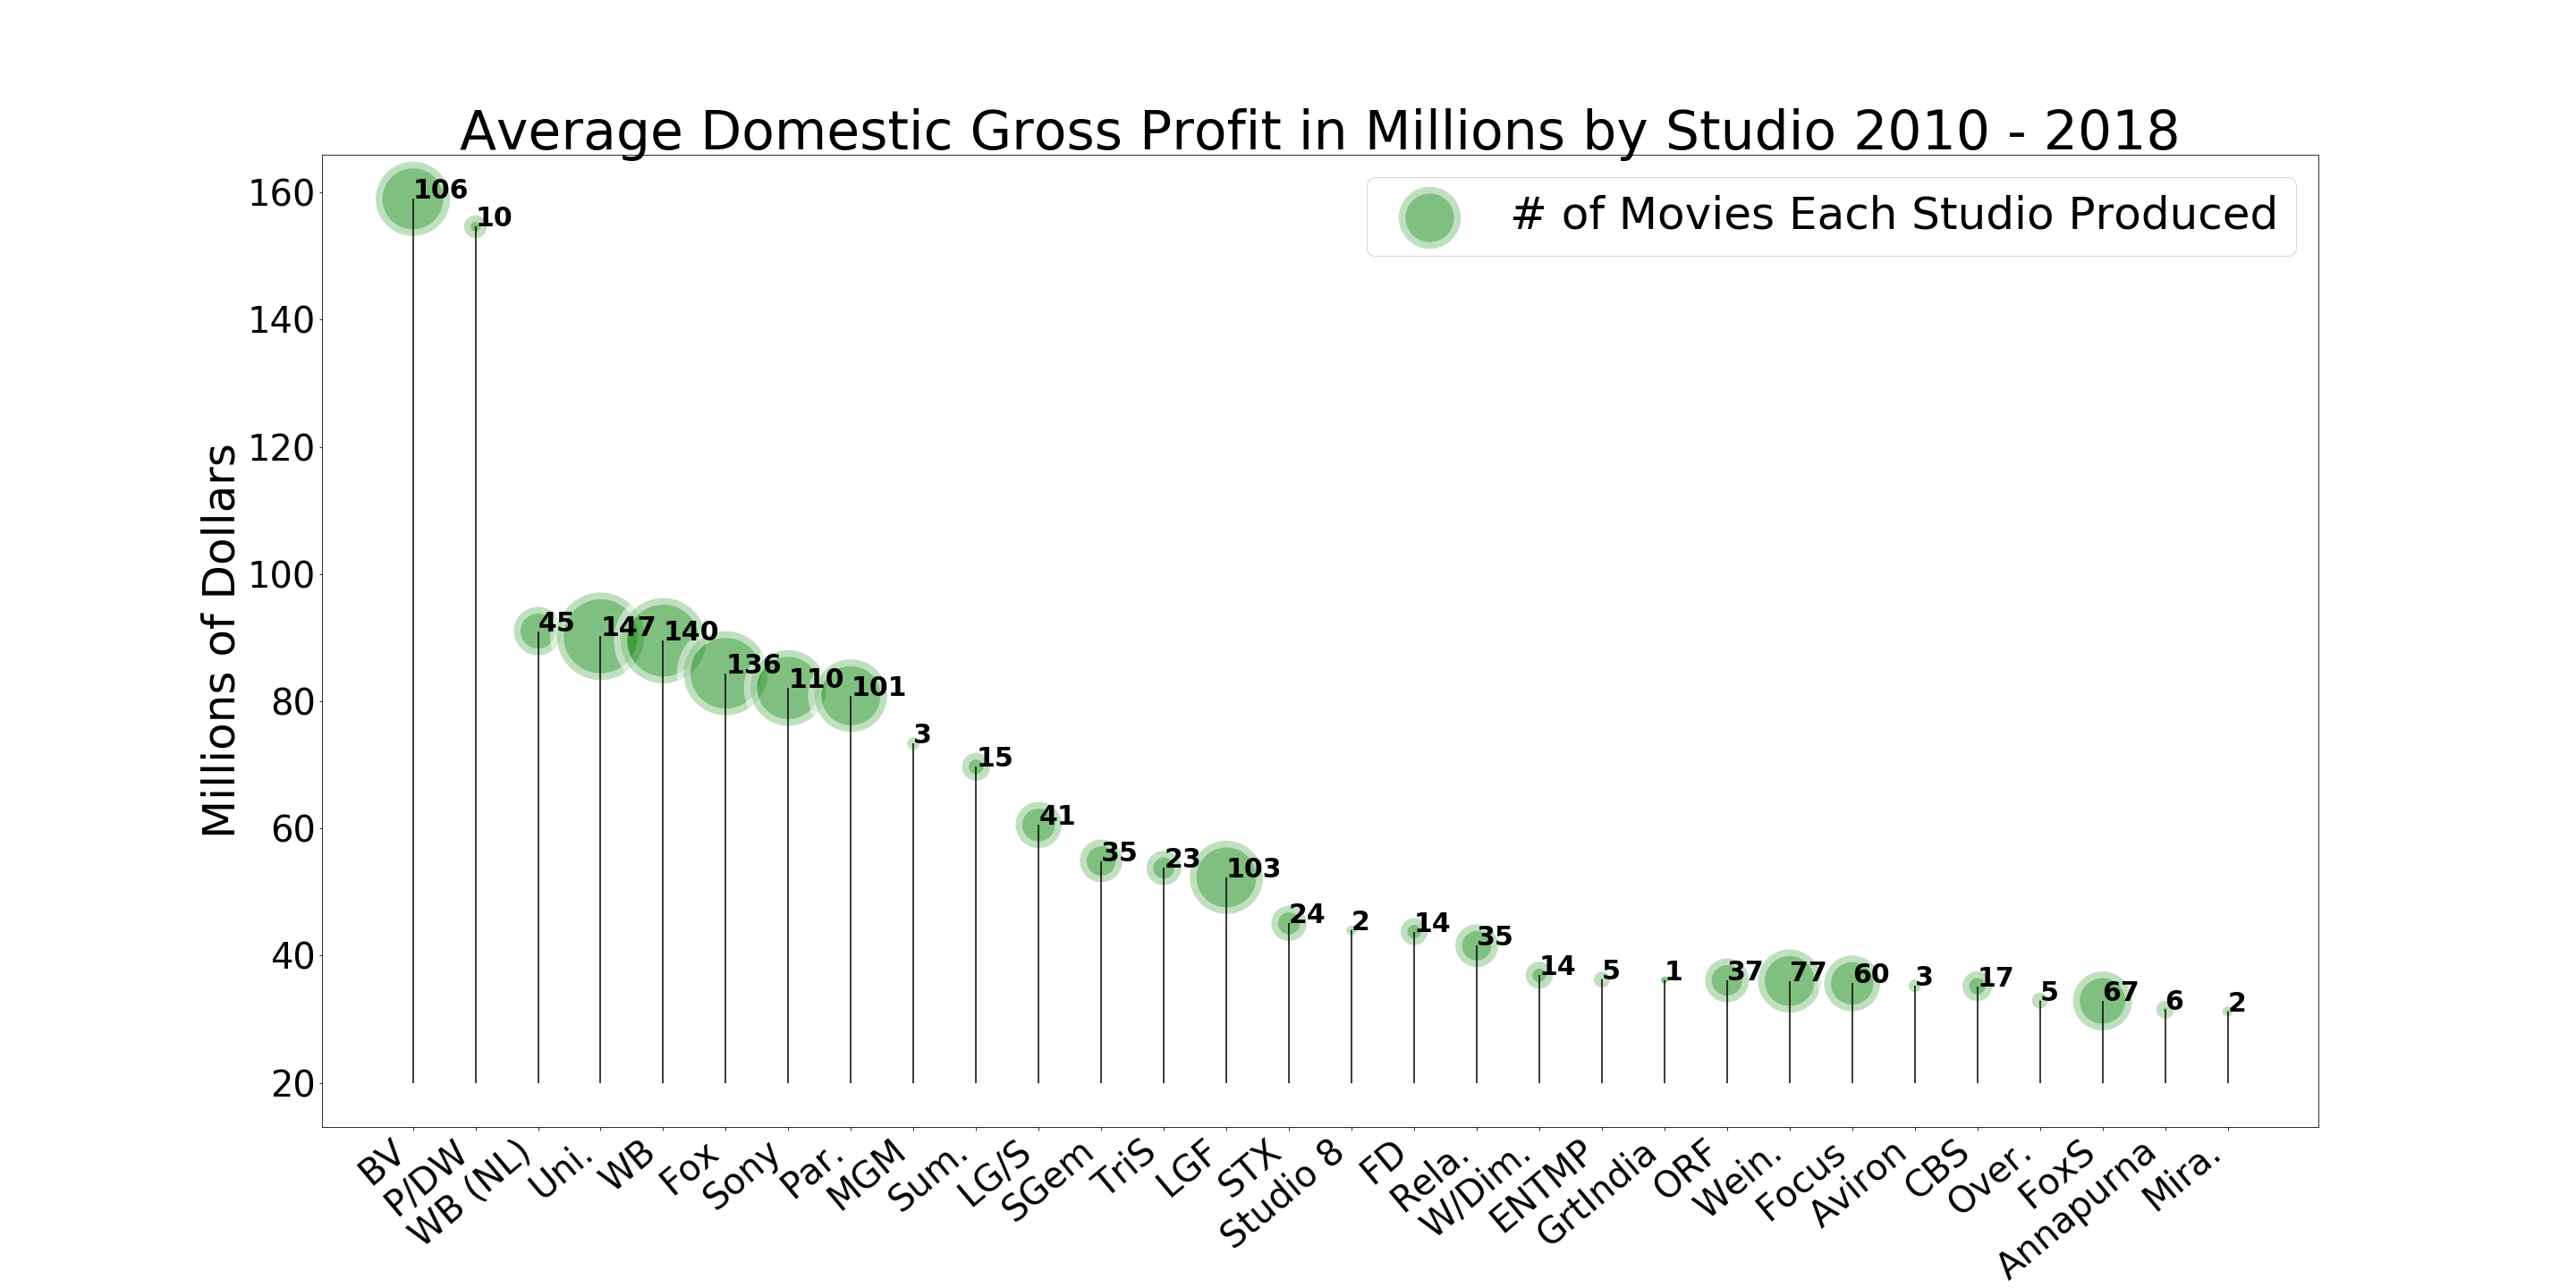 Average Domestic Gross Profit in Millions by Studio 2010 - 2018
# of Movies Each Studio Produced
Millions of Dollars
160
140
120
100
80
60
40
20
106
10
45
147
140
136
110
101
3
15
41
35
23
103
24
2
14
35
14
5
1
37
77
60
3
17
5
67
6
2
BV
P/DW
WB (NL)
Uni.
WB
Fox
Sony
Par.
MGM
Sum.
LG/S
SGem
TriS
LGF
STX
Studio 8
FD
Rela.
W/Dim.
ENTMP
GrtIndia
ORF
Wein.
Focus
Aviron
CBS
Over.
FoxS
Annapurna
Mira.